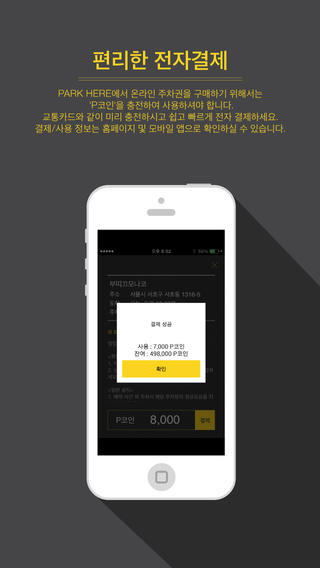 편리한 전자결제
PARK HERE에서 온라인 주차권을 구매하기 위해서는
'P코인'을 충전하여 사용하셔야 합니다.
교통카드와 같이 미리 충전하시고 쉽고 빠르게 전자 결제하세요.
결제/사용 정보는 홈페이지 및 모바일 앱으로 확인하실 수 있습니다.
오후 8:52
56%
부띠끄모나코
주소 서울시 서초구 서초동 1316-5
결제 성공
사용 : 7,000 P코인
잔여 : 498,000 P코인
확인
P코인 8,000 결제